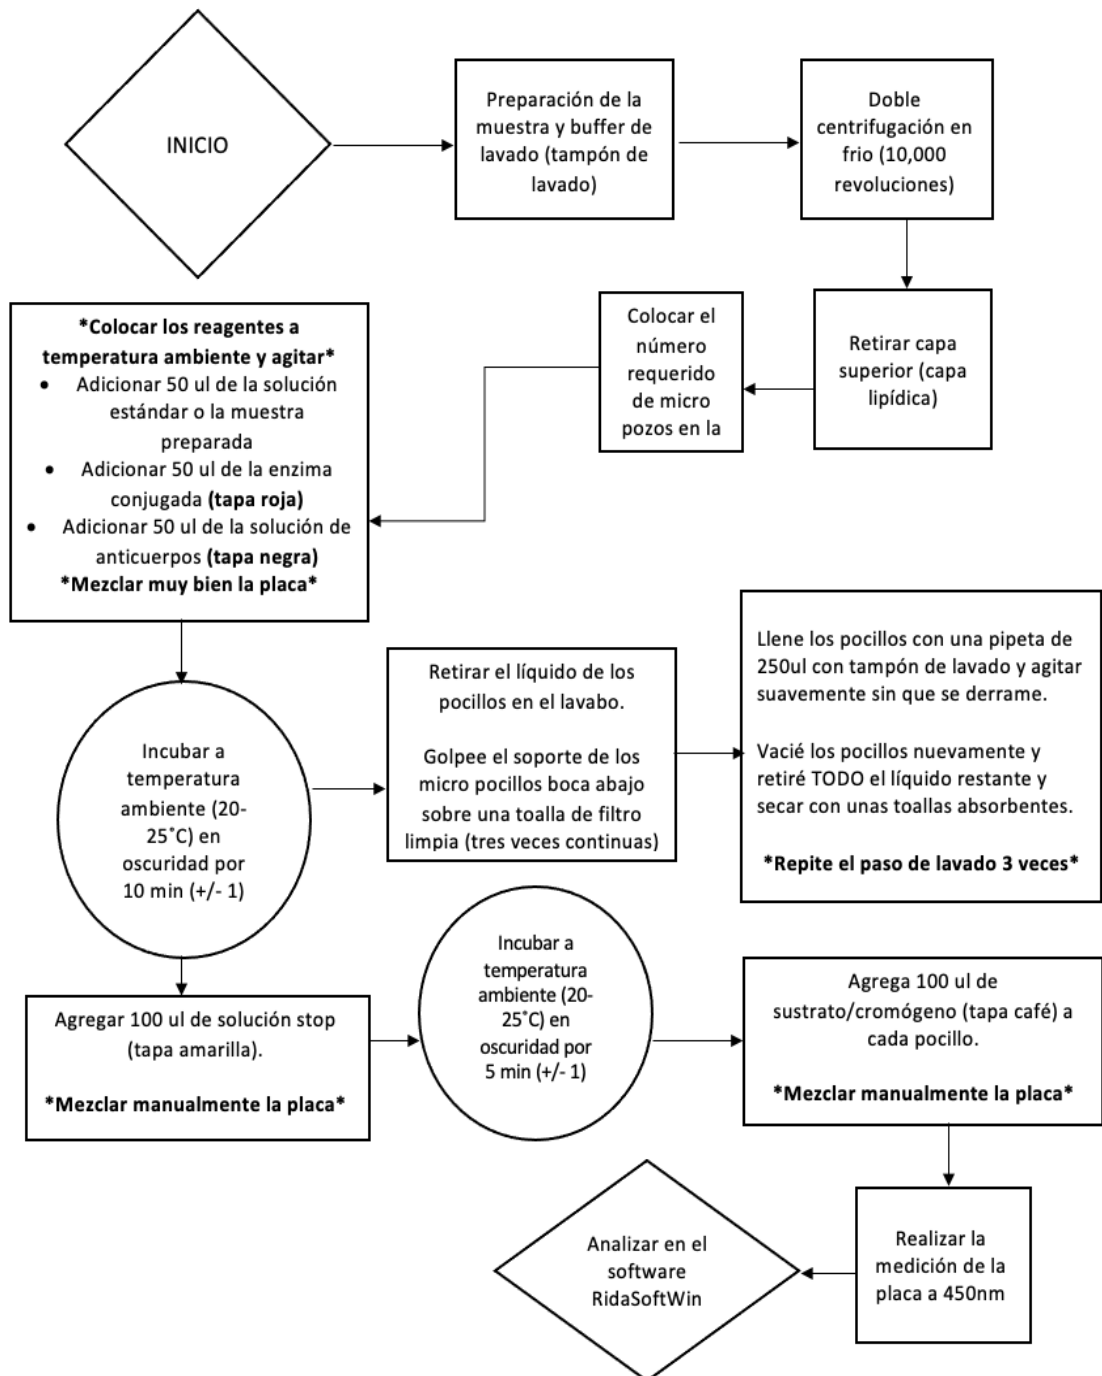 INICIO
Preparación de la
muestra y buffer de
lavado (tampón de
lavado)
Doble
centrifugación en
frio (10,000
revoluciones)
Retirar capa
superior (capa
lipídica)
Colocar el
número
requerido
de micro
pozos en la
*Colocar los reagentes a
temperatura ambiente y agitar*
• Adicionar 50 ul de la solución
estándar o la muestra
preparada
• Adicionar 50 ul de la enzima
conjugada (tapa roja)
• Adicionar 50 ul de la solución de
anticuerpos (tapa negra)
*Mezclar muy bien la placa*
Incubar a
temperatura
ambiente (20-
25˚C) en
oscuridad por
10 min (+/- 1)
Retirar el líquido de los
pocillos en el lavabo.
Golpee el soporte de los
micro pocillos boca abajo
sobre una toalla de filtro
limpia (tres veces continuas)
Llene los pocillos con una pipeta de
250ul con tampón de lavado y agitar
suavemente sin que se derrame.
Vacié los pocillos nuevamente y
retiré TODO el líquido restante y
secar con unas toallas absorbentes.
*Repite el paso de lavado 3 veces*
Agregar 100 ul de solución stop
(tapa amarilla).
*Mezclar manualmente la placa*
Incubar a
temperatura
ambiente (20-
25˚C) en
oscuridad por
5 min (+/- 1)
Agrega 100 ul de
sustrato/cromógeno (tapa café) a
cada pocillo.
*Mezclar manualmente la placa*
Realizar la
medición de la
placa a 450nm
Analizar en el
software
RidaSoftWin